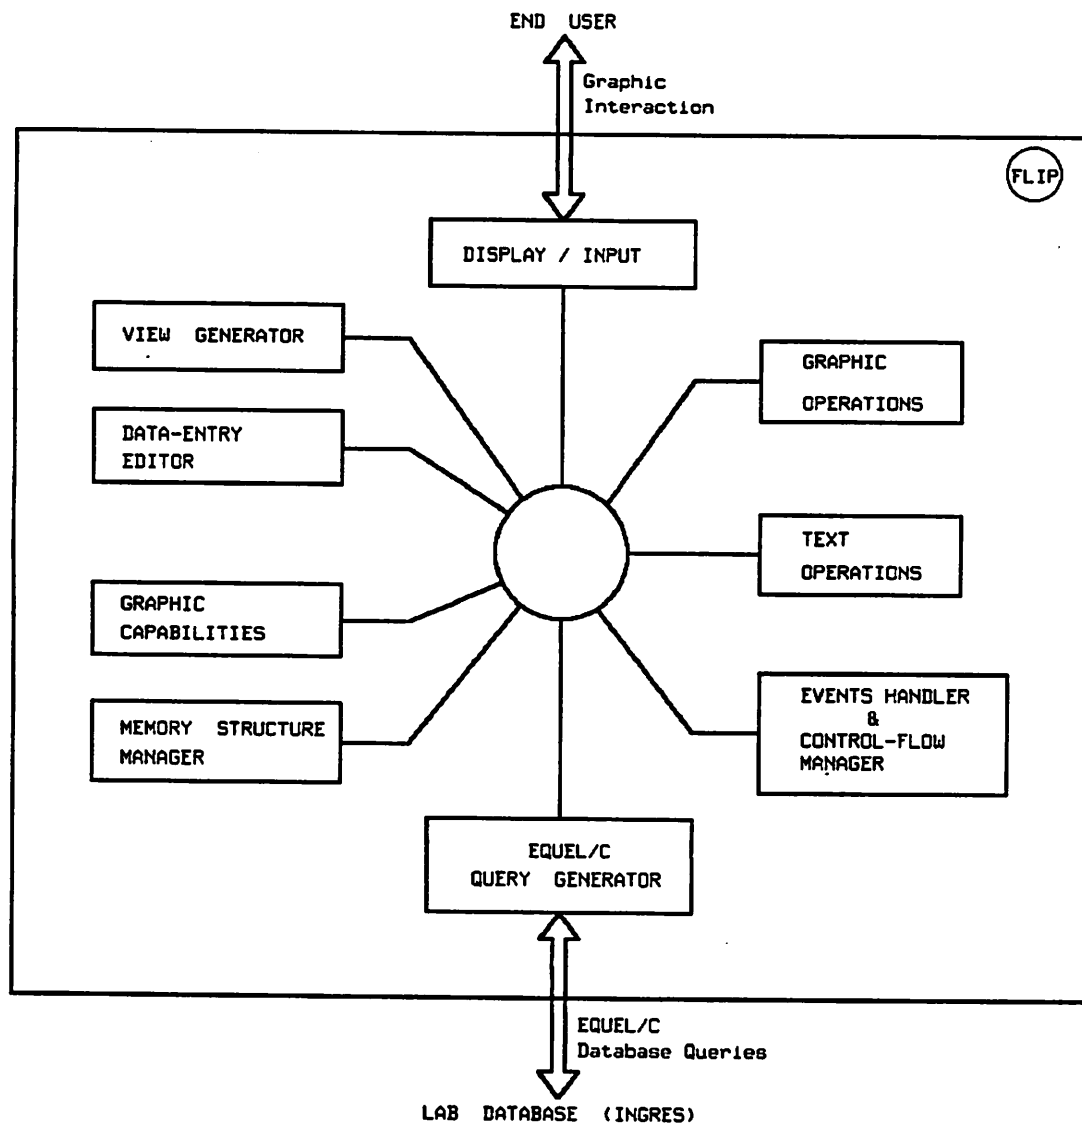 END USER
Graphic
Interaction
FLIP
DISPLAY / INPUT
VIEW GENERATOR
GRAPHIC
OPERATIONS
DATA-ENTRY
EDITOR
TEXT
OPERATIONS
GRAPHIC
CAPABILITIES
MEMORY STRUCTURE
MANAGER
EVENTS HANDLER
&
CONTROL-FLOW
MANAGER
EQUEL/C
QUERY GENERATOR
EQUEL/C
Database Queries
LAB DATABASE (INGRES)